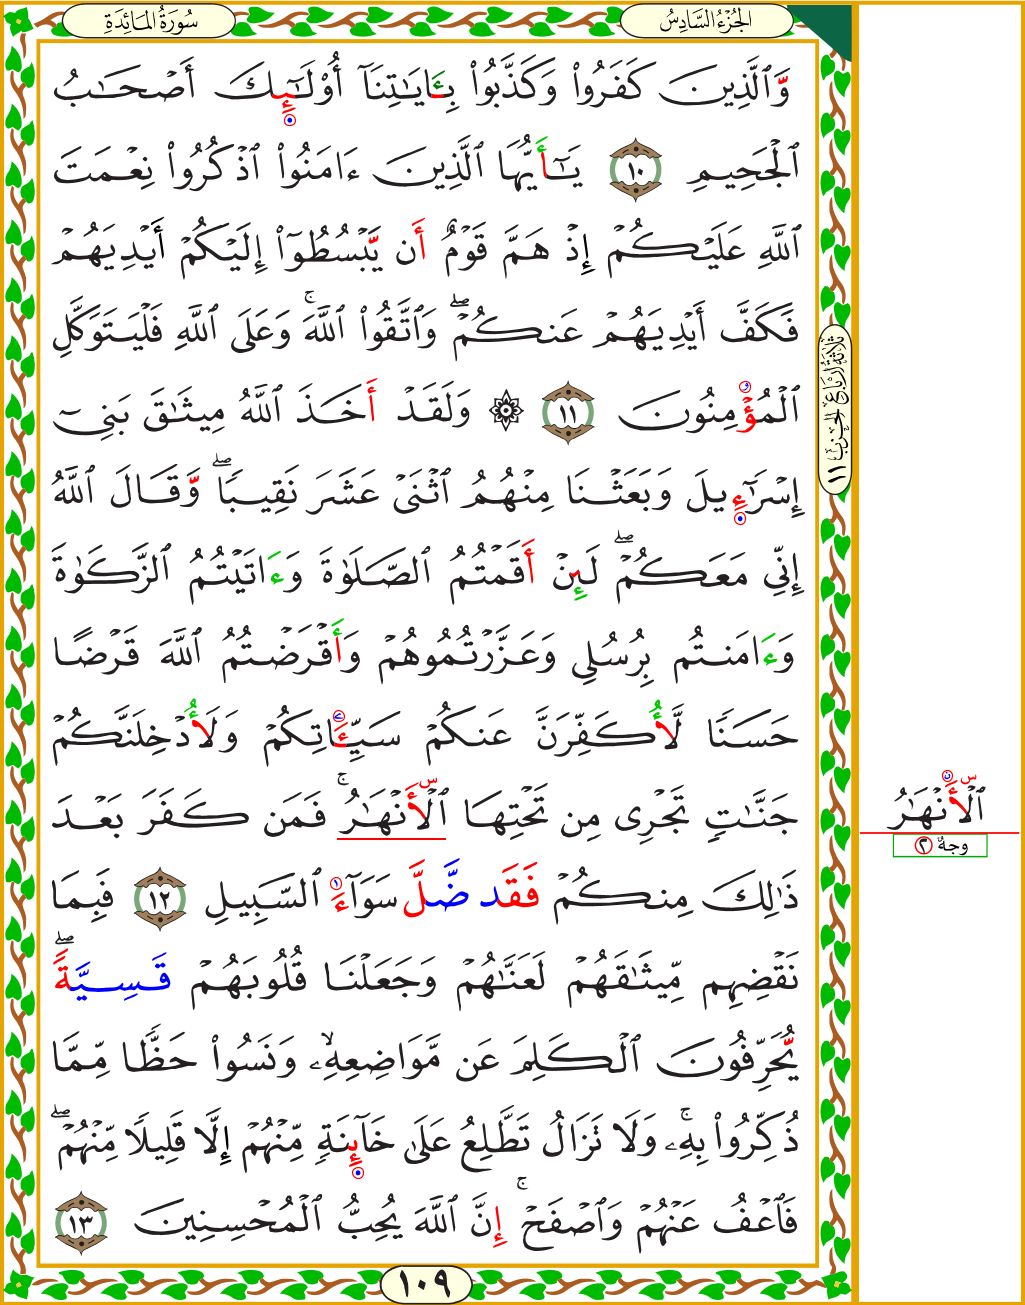 سُورَةُ المَائِدَةِ
الجُزْءُ السَّادِسُ
وَّٱلَّذِينَ كَفَرُوا۟ وَكَذَّبُوا۟ بِـَٔايَـٰتِنَآ أُو۟لَـٰٓئِكَ أَصْحَـٰبُ
ٱلْجَحِيمِ ١٠ يَـٰٓأَيُّهَا ٱلَّذِينَ ءَامَنُوا۟ ٱذْكُرُوا۟ نِعْمَتَ
ٱللَّهِ عَلَيْكُمْ إِذْ هَمَّ قَوْمٌ أَن يَّبْسُطُوٓا۟ إِلَيْكُمْ أَيْدِيَهُمْ
فَكَفَّ أَيْدِيَهُمْ عَنكُمْ ۖ وَٱتَّقُوا۟ ٱللَّهَ ۚ وَعَلَى ٱللَّهِ فَلْيَتَوَكَّلِ
ٱلْمُؤْمِنُونَ ١١ ۞ وَلَقَدْ أَخَذَ ٱللَّهُ مِيثَـٰقَ بَنِىٓ
إِسْرَٰٓءِيلَ وَبَعَثْنَا مِنْهُمُ ٱثْنَىْ عَشَرَ نَقِيبًا ۖ وَّقَالَ ٱللَّهُ
إِنِّى مَعَكُمْ ۖ لَئِنْ أَقَمْتُمُ ٱلصَّلَوٰةَ وَءَاتَيْتُمُ ٱلزَّكَوٰةَ
وَءَامَنتُم بِرُسُلِى وَعَزَّرْتُمُوهُمْ وَأَقْرَضْتُمُ ٱللَّهَ قَرْضًا
حَسَنًا لَّأُكَفِّرَنَّ عَنكُمْ سَيِّـَٔاتِكُمْ وَلَأُدْخِلَنَّكُمْ
جَنَّـٰتٍ تَجْرِى مِن تَحْتِهَا ٱلْأَنْهَـٰرُ ۚ فَمَن كَفَرَ بَعْدَ
ذَٰلِكَ مِنكُمْ فَقَد ضَّلَّ سَوَآءَ ٱلسَّبِيلِ ١٢ فَبِمَا
نَقْضِهِم مِّيثَـٰقَهُمْ لَعَنَّـٰهُمْ وَجَعَلْنَا قُلُوبَهُمْ قَسِيَّةً ۖ
يُّحَرِّفُونَ ٱلْكَلِمَ عَن مَّوَاضِعِهِۦ ۙ وَنَسُوا۟ حَظًّا مِّمَّا
ذُكِّرُوا۟ بِهِۦ ۚ وَلَا تَزَالُ تَطَّلِعُ عَلَىٰ خَآئِنَةٍ مِّنْهُمْ إِلَّا قَلِيلًا مِّنْهُمْ ۖ
فَٱعْفُ عَنْهُمْ وَٱصْفَحْ ۚ إِنَّ ٱللَّهَ يُحِبُّ ٱلْمُحْسِنِينَ ١٣
ثَلَاثَةُ أَرْبَاعِ الحِزْب ١١
س
ٱلْأَنْهَـٰرُ
وجهٌ ٢
١٠٩